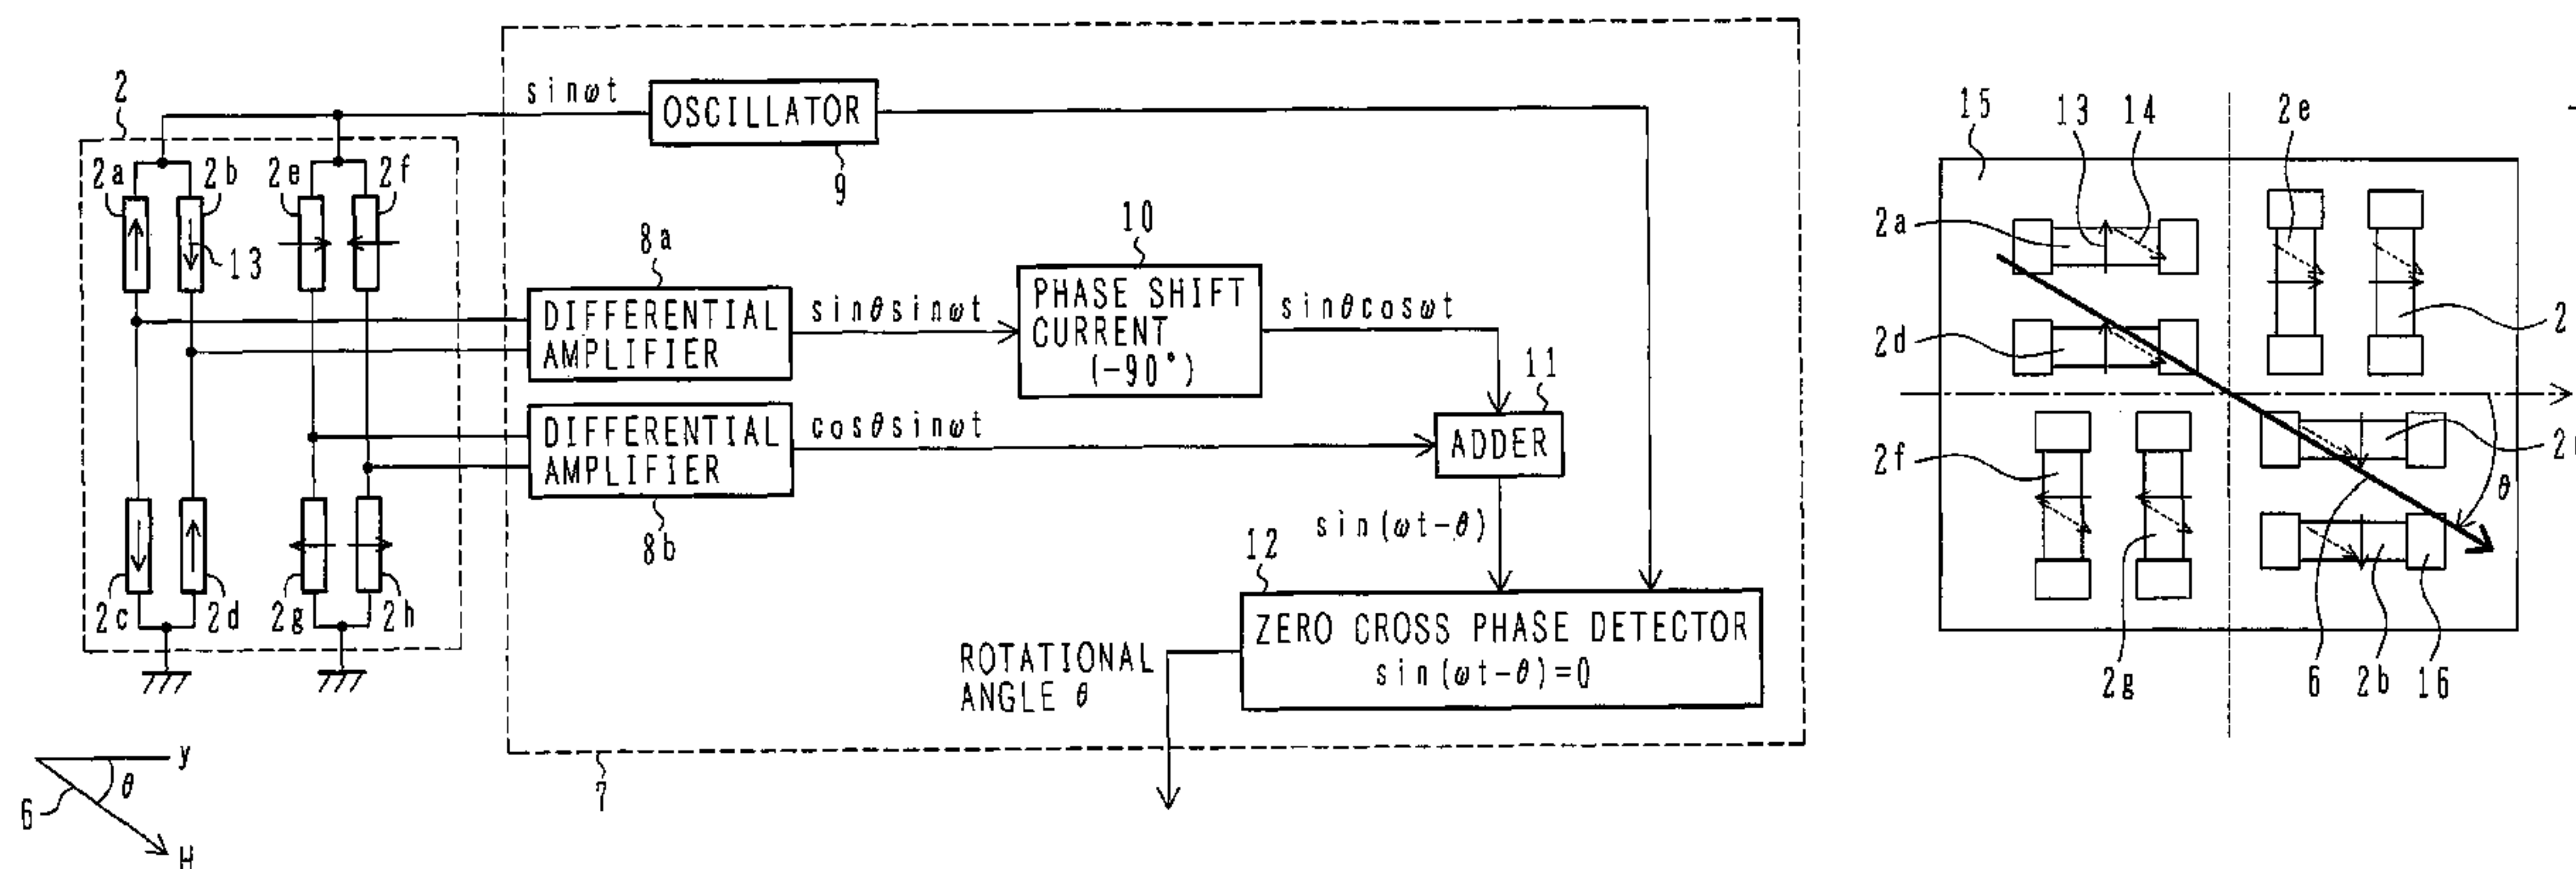 2
sinωt
OSCILLATOR
9
2a
2b
2e
2f
13
8a
DIFFERENTIAL
AMPLIFIER
sinθsinωt
10
PHASE SHIFT
CURRENT
(-90°)
sinθcosωt
11
ADDER
DIFFERENTIAL
AMPLIFIER
cosθsinωt
8b
sin(ωt-θ)
12
ZERO CROSS PHASE DETECTOR
sin(ωt-θ)=0
ROTATIONAL
ANGLE θ
2c
2d
2g
2h
7
y
θ
6
H
15
13
14
2e
2a
2d
2
2f
θ
2g
6
2b
16